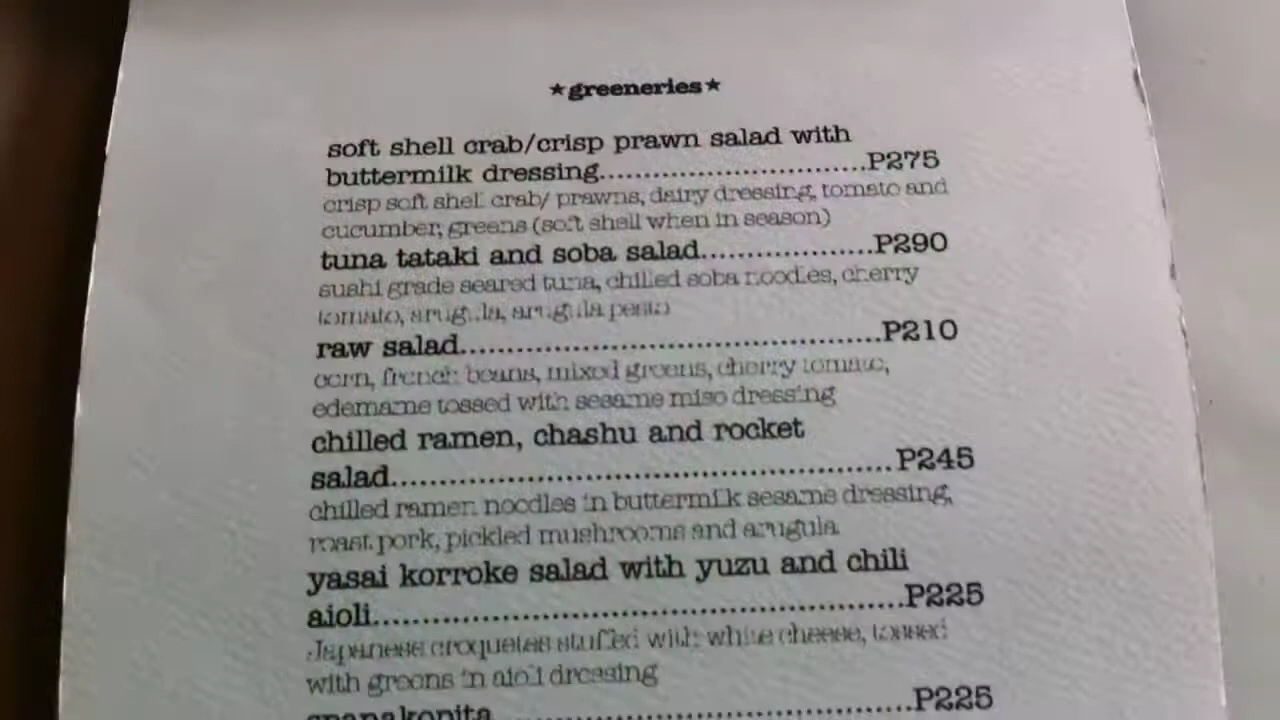 ★greeneries★
soft shell crab/crisp prawn salad with
buttermilk dressing.............................P275
crisp soft shell crab/ prawns, dairy dressing, tomato and
cucumber, greens (soft shell when in season)
tuna tataki and soba salad...................P290
sushi grade seared tuna, chilled soba noodles, cherry
tomato, arugula, arugula pesto
raw salad..............................................P210
corn, french beans, mixed greens, cherry tomato,
edemame tossed with sesame miso dressing
chilled ramen, chashu and rocket
salad......................................................P245
chilled ramen noodles in buttermilk sesame dressing,
roast pork, pickled mushrooms and arugula
yasai korroke salad with yuzu and chili
aioli.........................................................P225
Japanese croquetes stuffed with white cheese, tossed
with greens in aioli dressing
spanakopita.............................................P225